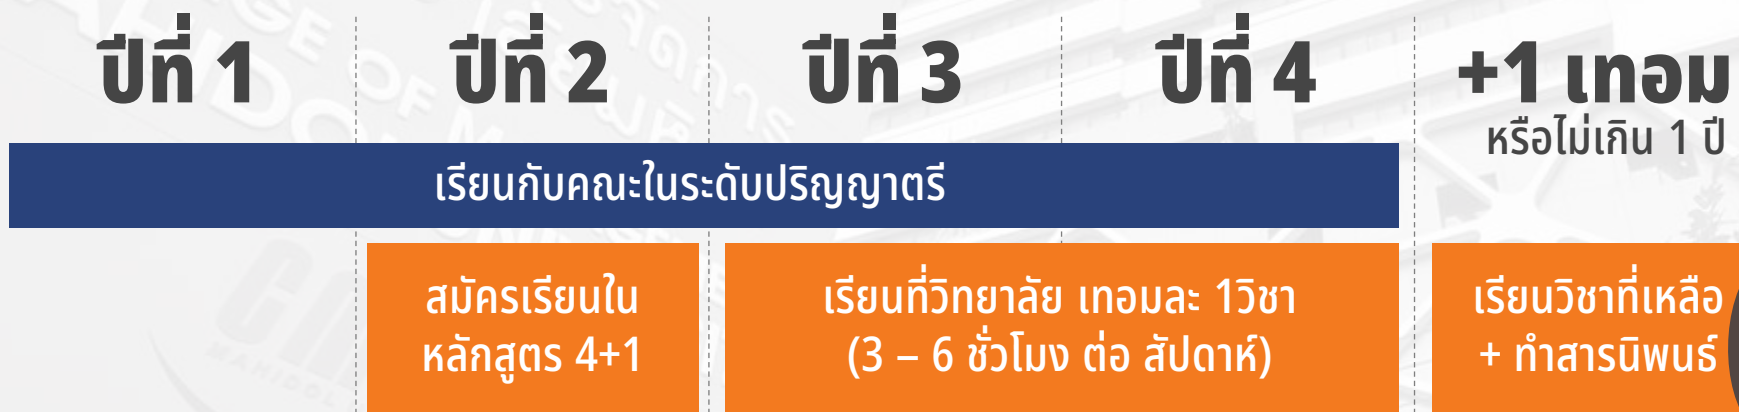 ปีที่ 1
ปีที่ 2
ปีที่ 3
ปีที่ 4
+1 เทอม
หรือไม่เกิน 1 ปี
เรียนกับคณะในระดับปริญญาตรี
สมัครเรียนใน
หลักสูตร 4+1
เรียนที่วิทยาลัย เทอมละ 1วิชา
(3 – 6 ชั่วโมง ต่อ สัปดาห์)
เรียนวิชาที่เหลือ
+ ทำสารนิพนธ์